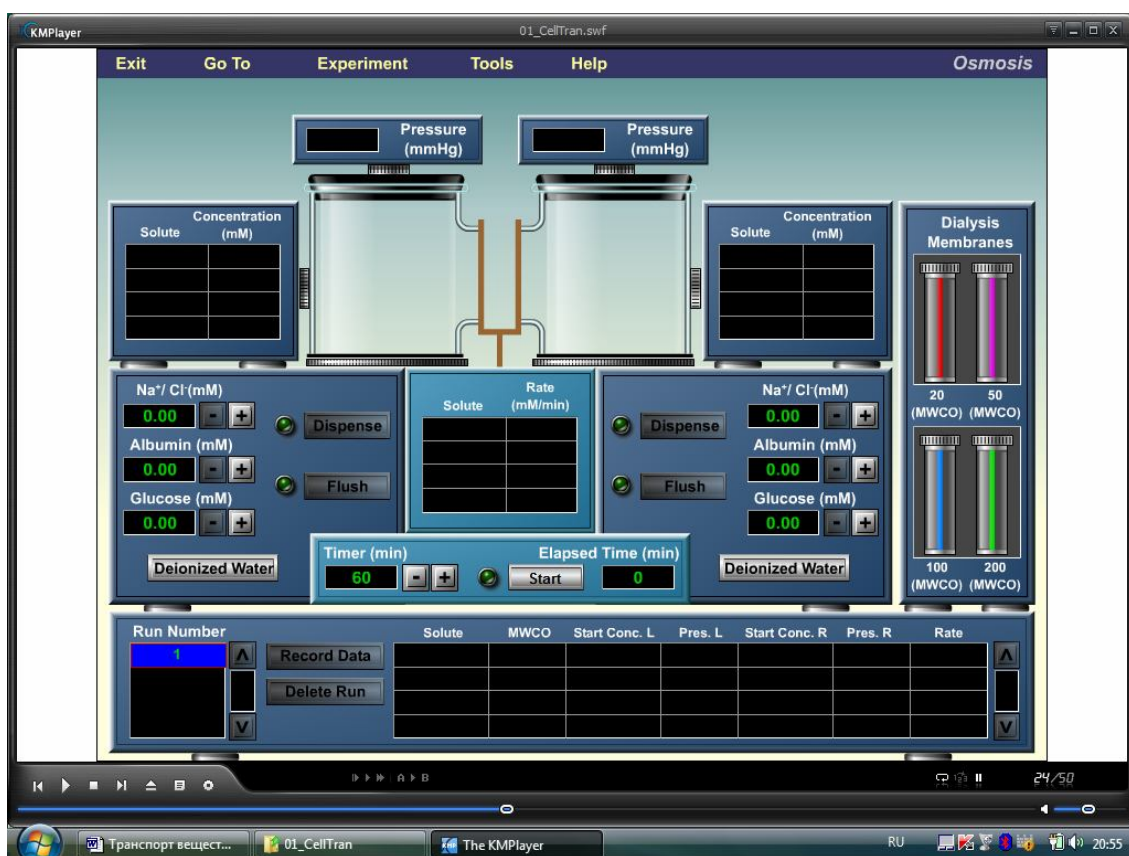 KMPlayer
01_CellTran.swf
Exit Go To Experiment Tools Help Osmosis
Pressure (mmHg)
Pressure (mmHg)
Solute Concentration (mM)
Solute Concentration (mM)
Dialysis
Membranes
20 (MWCO)
50 (MWCO)
100 (MWCO)
200 (MWCO)
Na⁺/ Cl⁻(mM)
0.00 - +
Albumin (mM)
0.00 - +
Glucose (mM)
0.00 - +
Dispense
Flush
Deionized Water
Solute Rate (mM/min)
Dispense
Flush
Na⁺/ Cl⁻(mM)
0.00 - +
Albumin (mM)
0.00 - +
Glucose (mM)
0.00 - +
Deionized Water
Timer (min)
60 - +
Start
Elapsed Time (min)
0
Run Number
1
Record Data
Delete Run
Solute MWCO Start Conc. L Pres. L Start Conc. R Pres. R Rate
A B
24/50
Транспорт вещест...
01_CellTran
The KMPlayer
RU
20:55